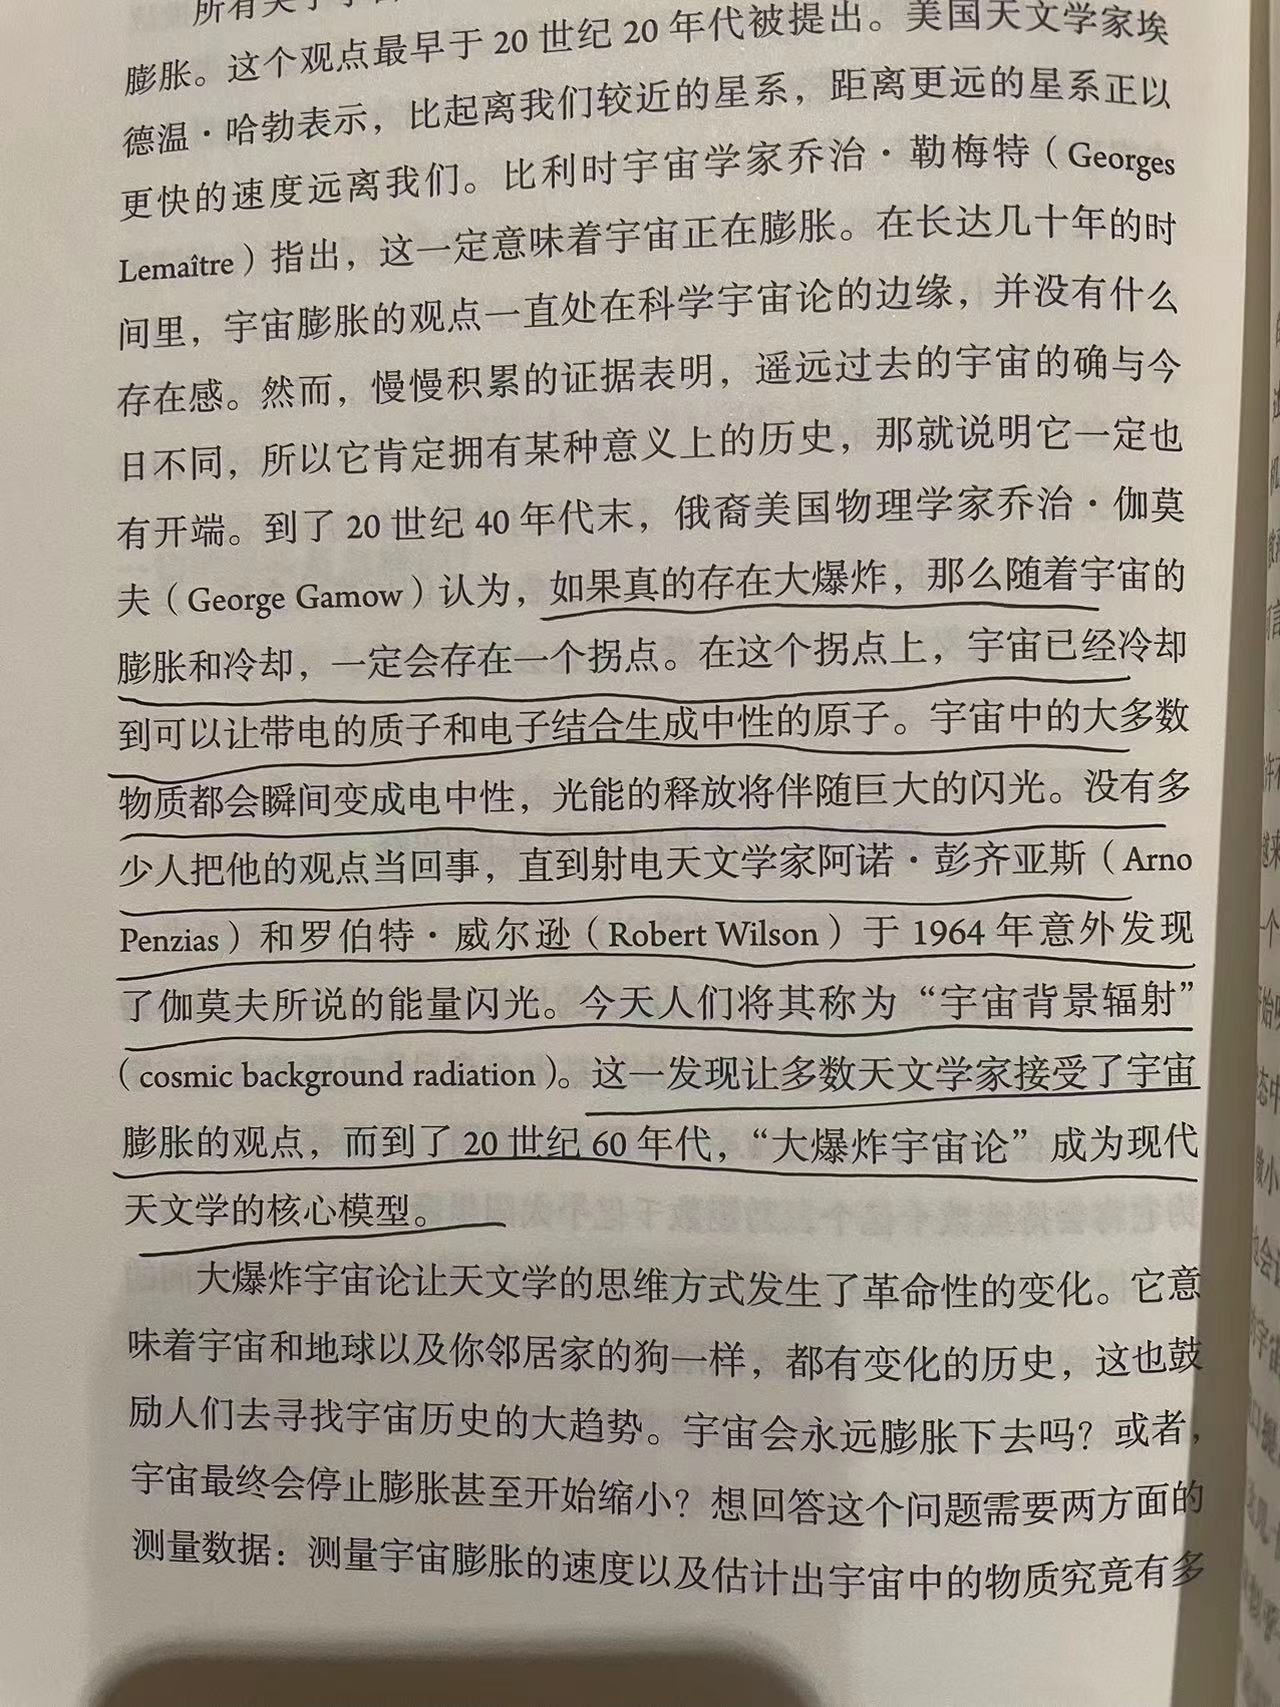 所有关于宇宙
膨胀。这个观点最早于 20 世纪 20 年代被提出。美国天文学家埃
德温·哈勃表示，比起离我们较近的星系，距离更远的星系正以
更快的速度远离我们。比利时宇宙学家乔治·勒梅特（Georges
Lemaître）指出，这一定意味着宇宙正在膨胀。在长达几十年的时
间里，宇宙膨胀的观点一直处在科学宇宙论的边缘，并没有什么
存在感。然而，慢慢积累的证据表明，遥远过去的宇宙的确与今
日不同，所以它肯定拥有某种意义上的历史，那就说明它一定也
有开端。到了 20 世纪 40 年代末，俄裔美国物理学家乔治·伽莫
夫（George Gamow）认为，如果真的存在大爆炸，那么随着宇宙的
膨胀和冷却，一定会存在一个拐点。在这个拐点上，宇宙已经冷却
到可以让带电的质子和电子结合生成中性的原子。宇宙中的大多数
物质都会瞬间变成电中性，光能的释放将伴随巨大的闪光。没有多
少人把他的观点当回事，直到射电天文学家阿诺·彭齐亚斯（Arno
Penzias）和罗伯特·威尔逊（Robert Wilson）于 1964 年意外发现
了伽莫夫所说的能量闪光。今天人们将其称为“宇宙背景辐射”
（cosmic background radiation）。这一发现让多数天文学家接受了宇宙
膨胀的观点，而到了 20 世纪 60 年代，“大爆炸宇宙论”成为现代
天文学的核心模型。
大爆炸宇宙论让天文学的思维方式发生了革命性的变化。它意
味着宇宙和地球以及你邻居家的狗一样，都有变化的历史，这也鼓
励人们去寻找宇宙历史的大趋势。宇宙会永远膨胀下去吗？或者，
宇宙最终会停止膨胀甚至开始缩小？想回答这个问题需要两方面的
测量数据：测量宇宙膨胀的速度以及估计出宇宙中的物质究竟有多